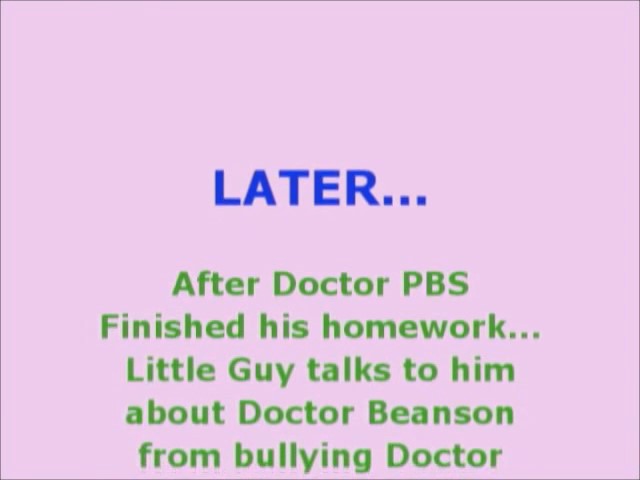 LATER...
After Doctor PBS
Finished his homework...
Little Guy talks to him
about Doctor Beanson
from bullying Doctor